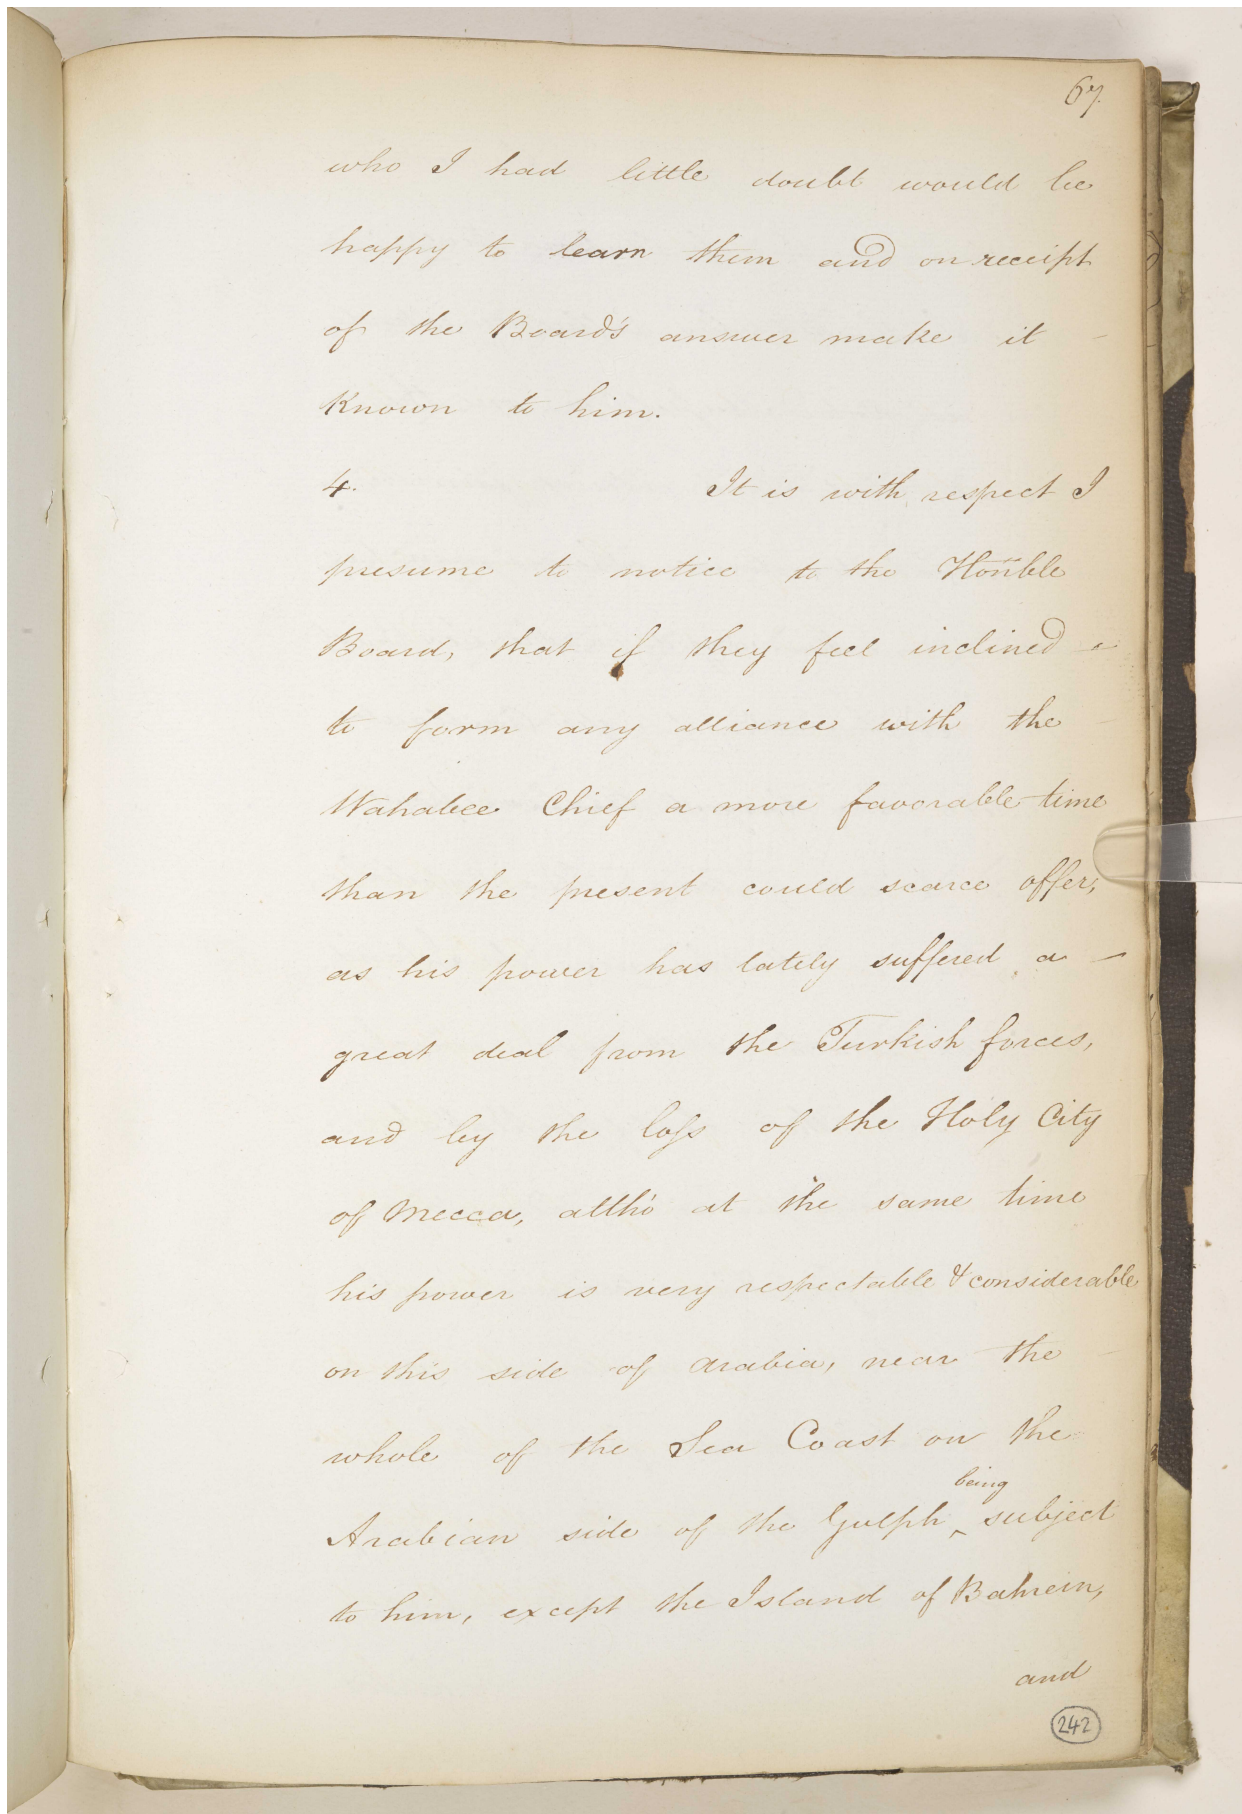 67.
who I had little doubt would be
happy to learn them and on receipt
of the Board's answer make it -
Known to him.
4. It is with respect I
presume to notice to the Honble
Board, that if they feel inclined -
to form any alliance with the
Wahabee Chief a more favorable time
than the present could scarce offer,
as his power has lately suffered a -
great deal from the Turkish forces,
and by the loss of the Holy City
of Mecca, altho' at the same time
his power is very respectable & considerable
on this side of Arabia, near the
whole of the Sea Coast on the
being
Arabian side of the Gulph ^ subject
to him, except the Island of Bahrein,
and
242